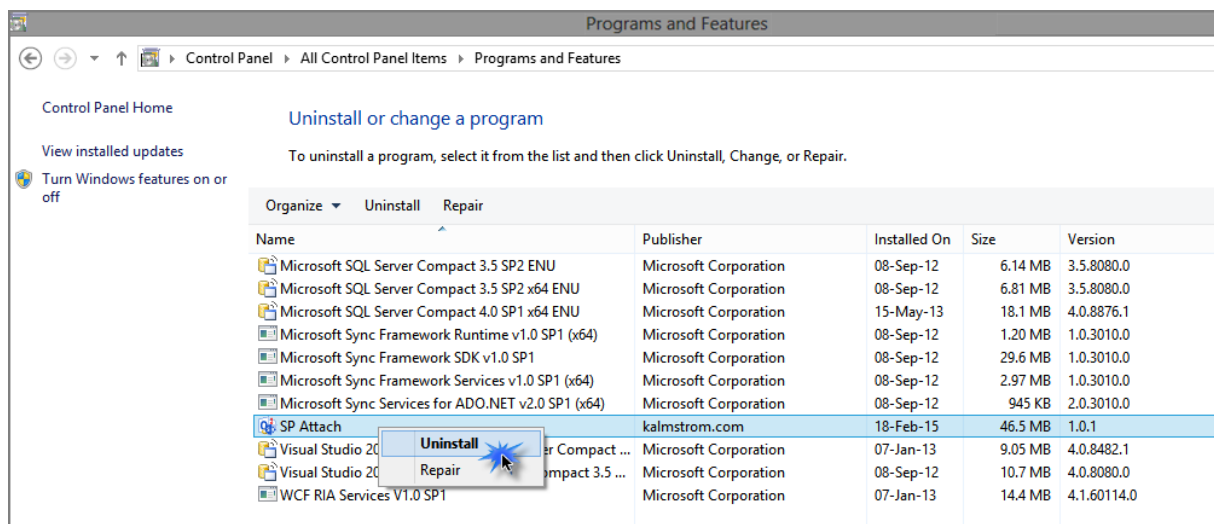 Programs and Features
Control Panel All Control Panel Items Programs and Features
Control Panel Home
View installed updates
Turn Windows features on or
off
Uninstall or change a program
To uninstall a program, select it from the list and then click Uninstall, Change, or Repair.
Organize Uninstall Repair
Name Publisher Installed On Size Version
Microsoft SQL Server Compact 3.5 SP2 ENU Microsoft Corporation 08-Sep-12 6.14 MB 3.5.8080.0
Microsoft SQL Server Compact 3.5 SP2 x64 ENU Microsoft Corporation 08-Sep-12 6.81 MB 3.5.8080.0
Microsoft SQL Server Compact 4.0 SP1 x64 ENU Microsoft Corporation 15-May-13 18.1 MB 4.0.8876.1
Microsoft Sync Framework Runtime v1.0 SP1 (x64) Microsoft Corporation 08-Sep-12 1.20 MB 1.0.3010.0
Microsoft Sync Framework SDK v1.0 SP1 Microsoft Corporation 08-Sep-12 29.6 MB 1.0.3010.0
Microsoft Sync Framework Services v1.0 SP1 (x64) Microsoft Corporation 08-Sep-12 2.97 MB 1.0.3010.0
Microsoft Sync Services for ADO.NET v2.0 SP1 (x64) Microsoft Corporation 08-Sep-12 945 KB 2.0.3010.0
SP Attach kalmstrom.com 18-Feb-15 46.5 MB 1.0.1
Visual Studio 20 er Compact ... Microsoft Corporation 07-Jan-13 9.05 MB 4.0.8482.1
Visual Studio 20 mpact 3.5 ... Microsoft Corporation 08-Sep-12 10.7 MB 4.0.8080.0
WCF RIA Services V1.0 SP1 Microsoft Corporation 07-Jan-13 14.4 MB 4.1.60114.0
Uninstall
Repair